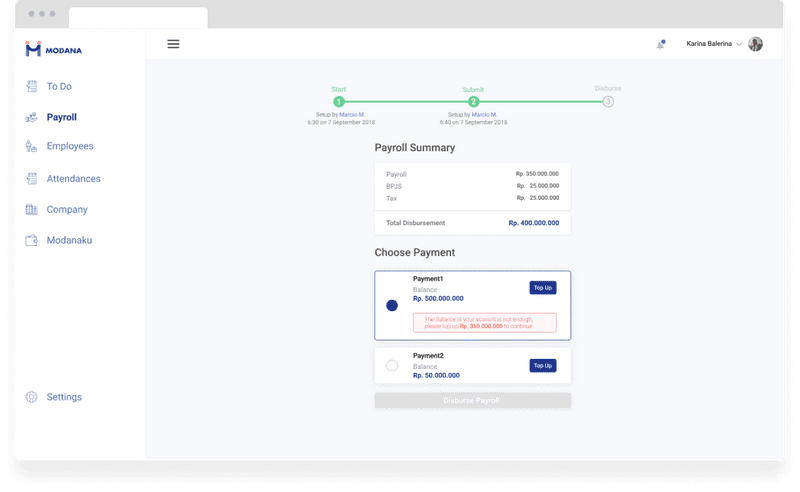 MODANA
Karina Balerina
To Do
Payroll
Employees
Attendances
Company
Modanaku
Settings
Start
Submit
Disburse
1
2
3
Setup by Marcio M.
6:30 on 7 September 2018
Setup by Marcio M.
6:40 on 7 September 2018
Payroll Summary
Payroll Rp. 350.000.000
BPJS Rp. 25.000.000
Tax Rp. 25.000.000
Total Disbursement Rp. 400.000.000
Choose Payment
Payment1
Balance
Rp. 500.000.000
Top Up
The Balance in your account is not enough,
please top up Rp. 350.000.000 to continue.
Payment2
Balance
Rp. 50.000.000
Top Up
Disburse Payroll